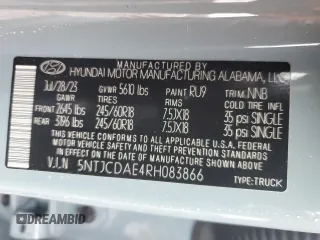 MANUFACTURED BY
HYUNDAI MOTOR MANUFACTURING ALABAMA, LLC
Jul/28/23 GVWR 5610 lbs PAINT: RU9 TRIM: NNB
GAWR TIRES RIMS COLD TIRE INFL. PR.
FRONT: 2645 lbs 245/60R18 7.5JX18 35 psi SINGLE
REAR: 3196 lbs 245/60R18 7.5JX18 35 psi SINGLE
THIS VEHICLE CONFORMS TO ALL APPLICABLE U.S.A. FEDERAL MOTOR
VEHICLE SAFETY STANDARDS IN EFFECT ON THE DATE OF MANUFACTURE
SHOWN ABOVE.
V.I.N 5NTJCDAE4RH083866
TYPE: TRUCK
DREAMBID